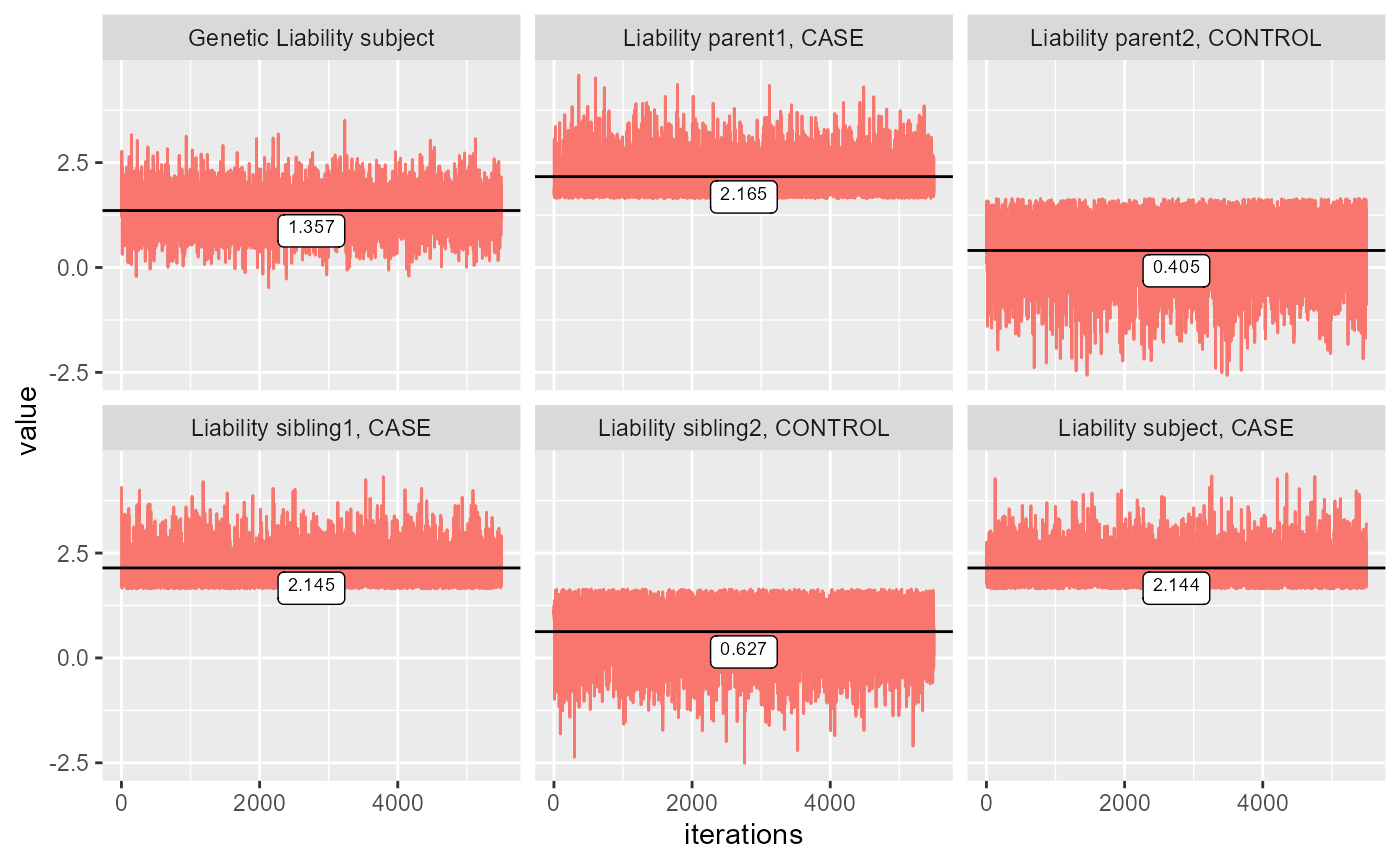 Genetic Liability subject
Liability parent1, CASE
Liability parent2, CONTROL
2.5
0.0
-2.5
1.357
2.165
0.405
value
Liability sibling1, CASE
Liability sibling2, CONTROL
Liability subject, CASE
2.5
0.0
-2.5
2.145
0.627
2.144
0
2000
4000
0
2000
4000
0
2000
4000
iterations